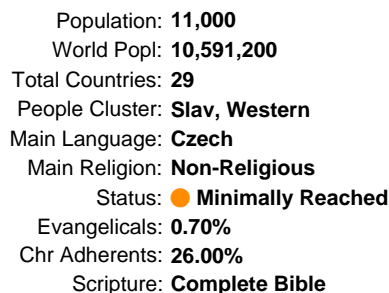 Population: 11,000
World Popl: 10,591,200
Total Countries: 29
People Cluster: Slav, Western
Main Language: Czech
Main Religion: Non-Religious
Status: Minimally Reached
Evangelicals: 0.70%
Chr Adherents: 26.00%
Scripture: Complete Bible